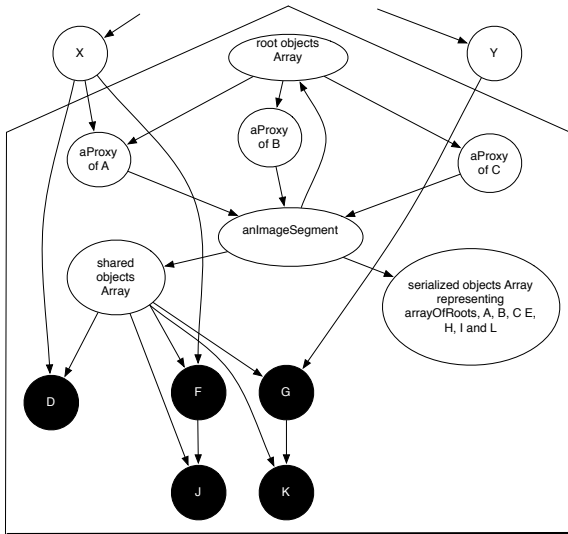 X
root objects
Array
Y
aProxy
of A
aProxy
of B
aProxy
of C
anImageSegment
shared
objects
Array
serialized objects Array
representing
arrayOfRoots, A, B, C E,
H, I and L
D
F
G
J
K